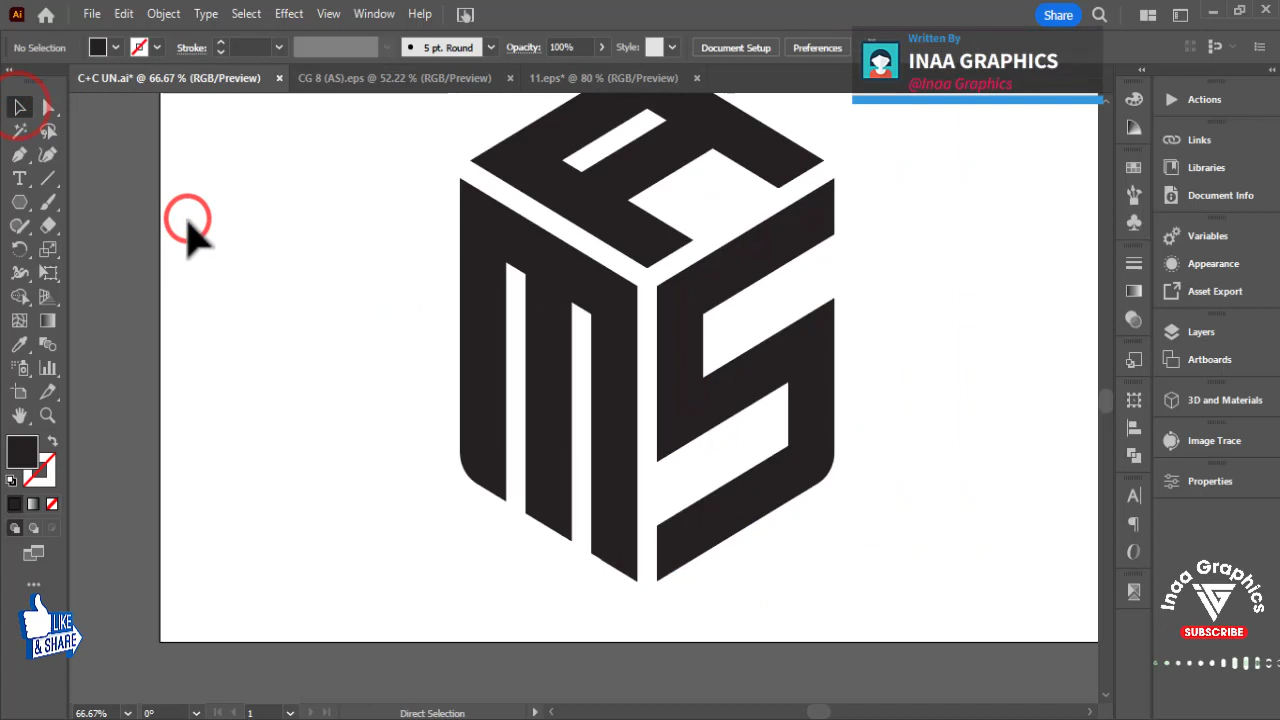 Ai File Edit Object Type Select Effect View Window Help Share
No Selection Stroke: 5 pt. Round Opacity: 100% Style: Document Setup Preferences
Written By
INAA GRAPHICS
@Inaa Graphics
C+C UN.ai* @ 66.67 % (RGB/Preview) × CG 8 (AS).eps @ 52.22 % (RGB/Preview) × 11.eps* @ 80 % (RGB/Preview) ×
Actions
Links
Libraries
Document Info
Variables
Appearance
Asset Export
Layers
Artboards
3D and Materials
Image Trace
Properties
M S
LIKE
& SHARE
Inaa Graphics
SUBSCRIBE
66.67% 0° 1 Direct Selection